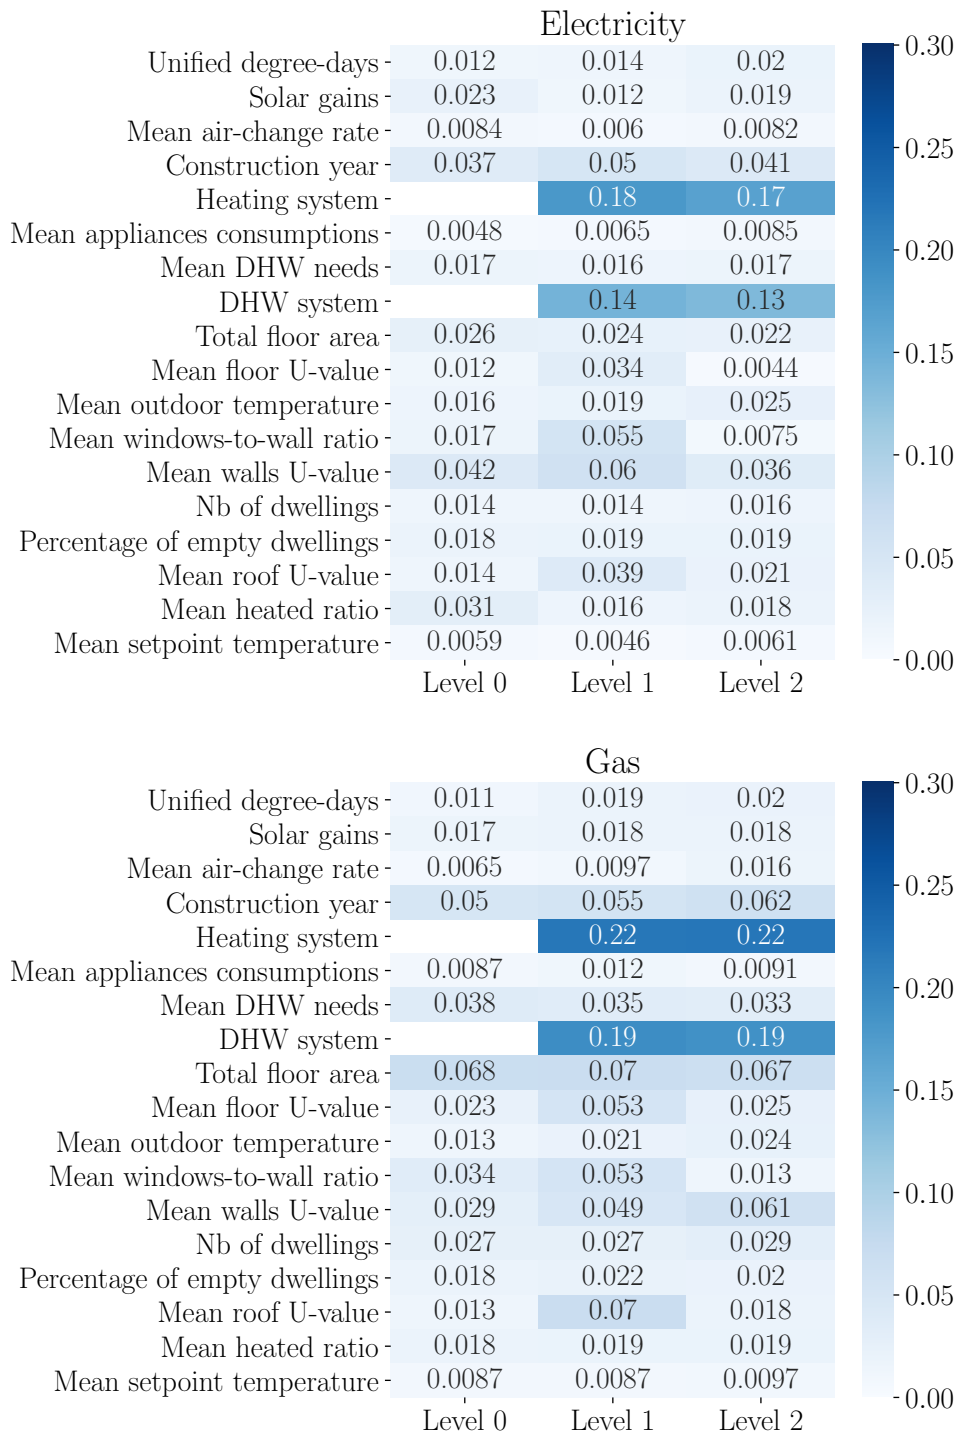 Electricity
Unified degree-days 0.012 0.014 0.02
Solar gains 0.023 0.012 0.019
Mean air-change rate 0.0084 0.006 0.0082
Construction year 0.037 0.05 0.041
Heating system 0.18 0.17
Mean appliances consumptions 0.0048 0.0065 0.0085
Mean DHW needs 0.017 0.016 0.017
DHW system 0.14 0.13
Total floor area 0.026 0.024 0.022
Mean floor U-value 0.012 0.034 0.0044
Mean outdoor temperature 0.016 0.019 0.025
Mean windows-to-wall ratio 0.017 0.055 0.0075
Mean walls U-value 0.042 0.06 0.036
Nb of dwellings 0.014 0.014 0.016
Percentage of empty dwellings 0.018 0.019 0.019
Mean roof U-value 0.014 0.039 0.021
Mean heated ratio 0.031 0.016 0.018
Mean setpoint temperature 0.0059 0.0046 0.0061
Level 0 Level 1 Level 2
0.30
0.25
0.20
0.15
0.10
0.05
0.00
Gas
Unified degree-days 0.011 0.019 0.02
Solar gains 0.017 0.018 0.018
Mean air-change rate 0.0065 0.0097 0.016
Construction year 0.05 0.055 0.062
Heating system 0.22 0.22
Mean appliances consumptions 0.0087 0.012 0.0091
Mean DHW needs 0.038 0.035 0.033
DHW system 0.19 0.19
Total floor area 0.068 0.07 0.067
Mean floor U-value 0.023 0.053 0.025
Mean outdoor temperature 0.013 0.021 0.024
Mean windows-to-wall ratio 0.034 0.053 0.013
Mean walls U-value 0.029 0.049 0.061
Nb of dwellings 0.027 0.027 0.029
Percentage of empty dwellings 0.018 0.022 0.02
Mean roof U-value 0.013 0.07 0.018
Mean heated ratio 0.018 0.019 0.019
Mean setpoint temperature 0.0087 0.0087 0.0097
Level 0 Level 1 Level 2
0.30
0.25
0.20
0.15
0.10
0.05
0.00